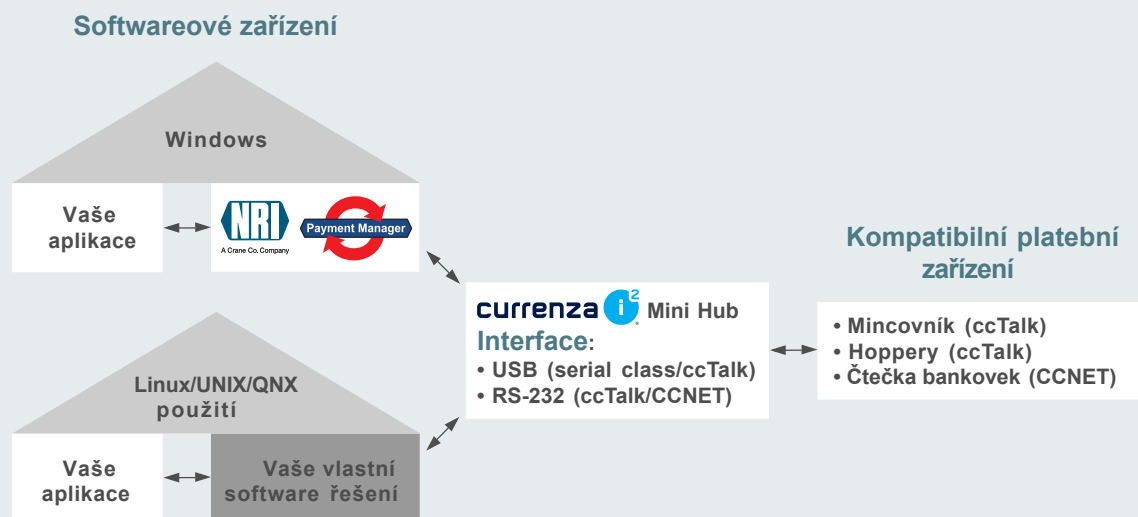 Softwareové zařízení
Windows
Vaše
aplikace
NRI
A Crane Co. Company
Payment Manager
Linux/UNIX/QNX
použití
Vaše
aplikace
Vaše vlastní
software řešení
currenza i² Mini Hub
Interface:
• USB (serial class/ccTalk)
• RS-232 (ccTalk/CCNET)
Kompatibilní platební
zařízení
• Mincovník (ccTalk)
• Hoppery (ccTalk)
• Čtečka bankovek (CCNET)